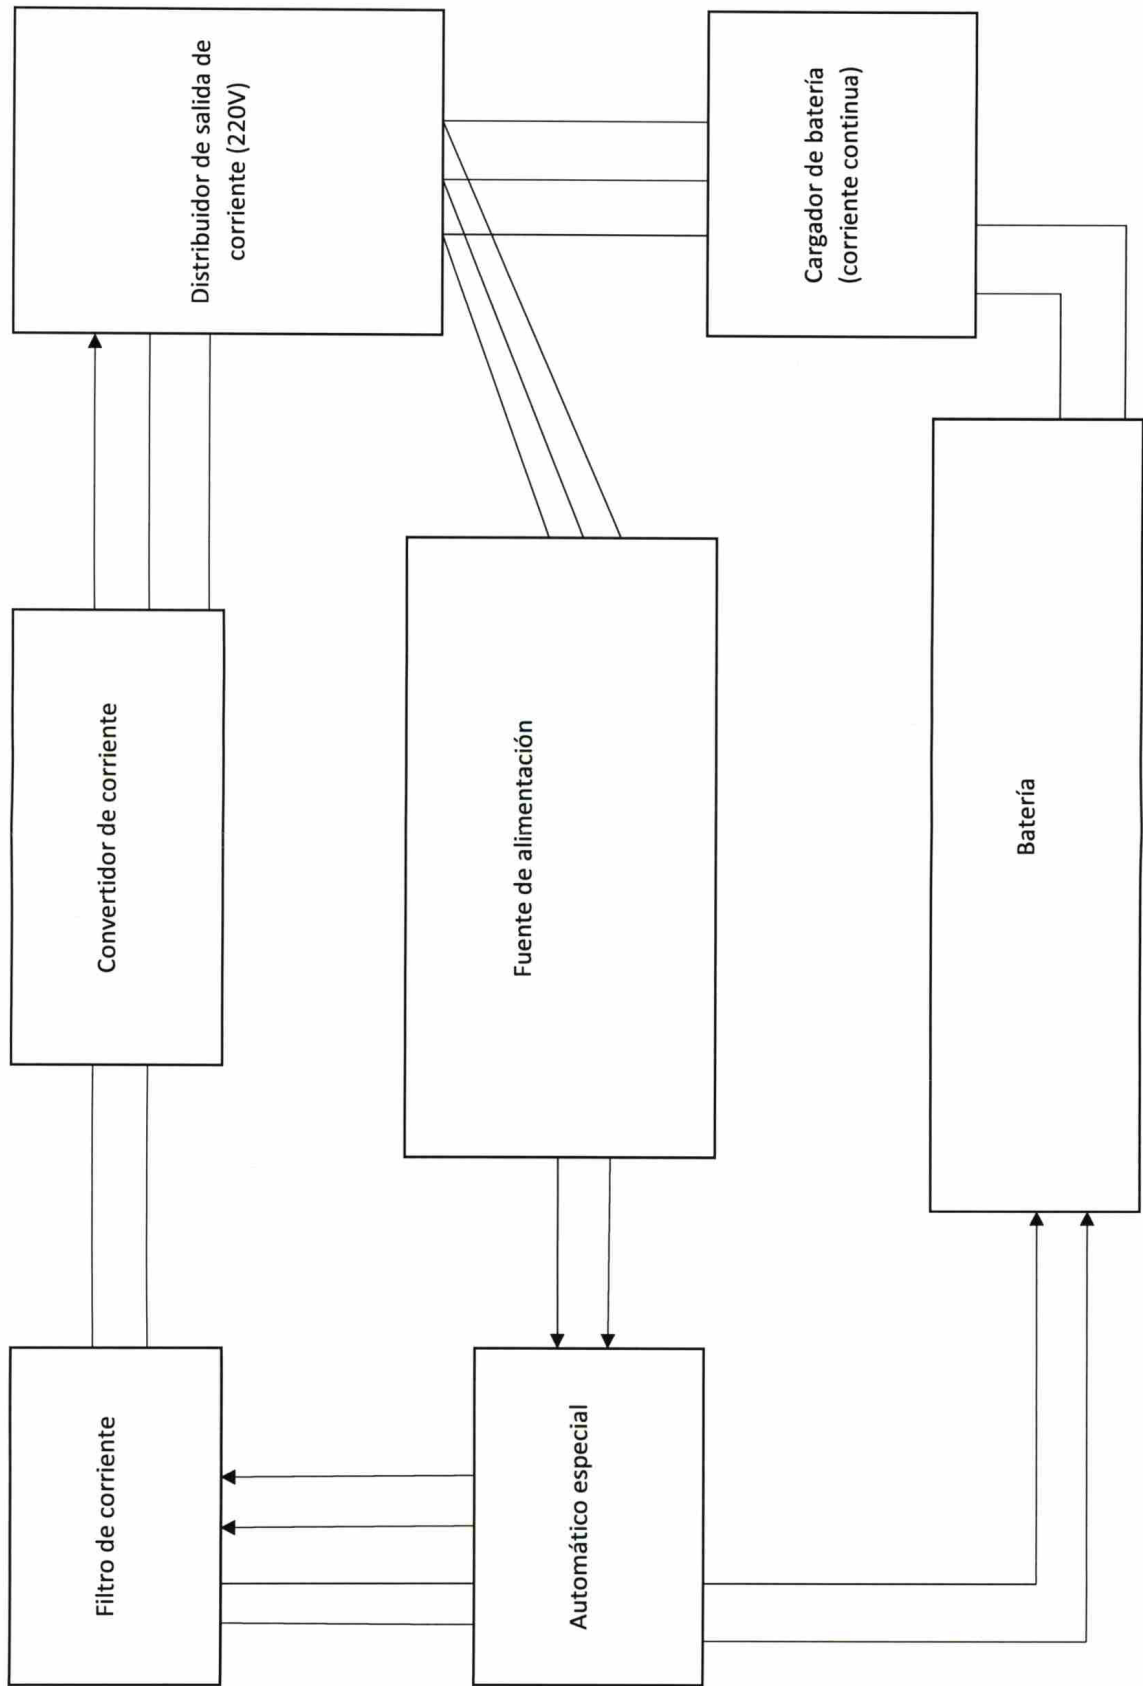 Filtro de corriente
Convertidor de corriente
Distribuidor de salida de
corriente (220V)
Automático especial
Fuente de alimentación
Cargador de batería
(corriente continua)
Batería